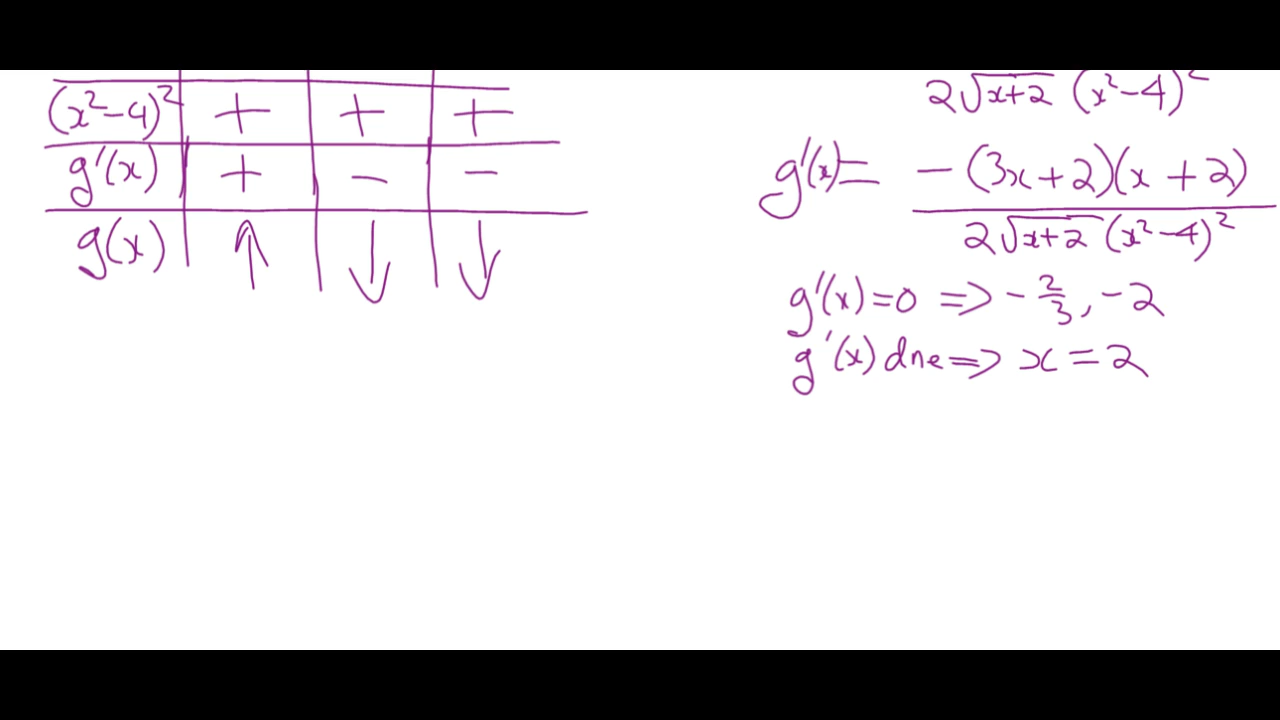 (x²-4)² + + +
g'(x) + - -
g(x) ↑ ↓ ↓
2√x+2 (x²-4)²
g'(x)= -(3x+2)(x+2)
2√x+2 (x²-4)²
g'(x)=0 => -2/3, -2
g'(x) dne => x=2